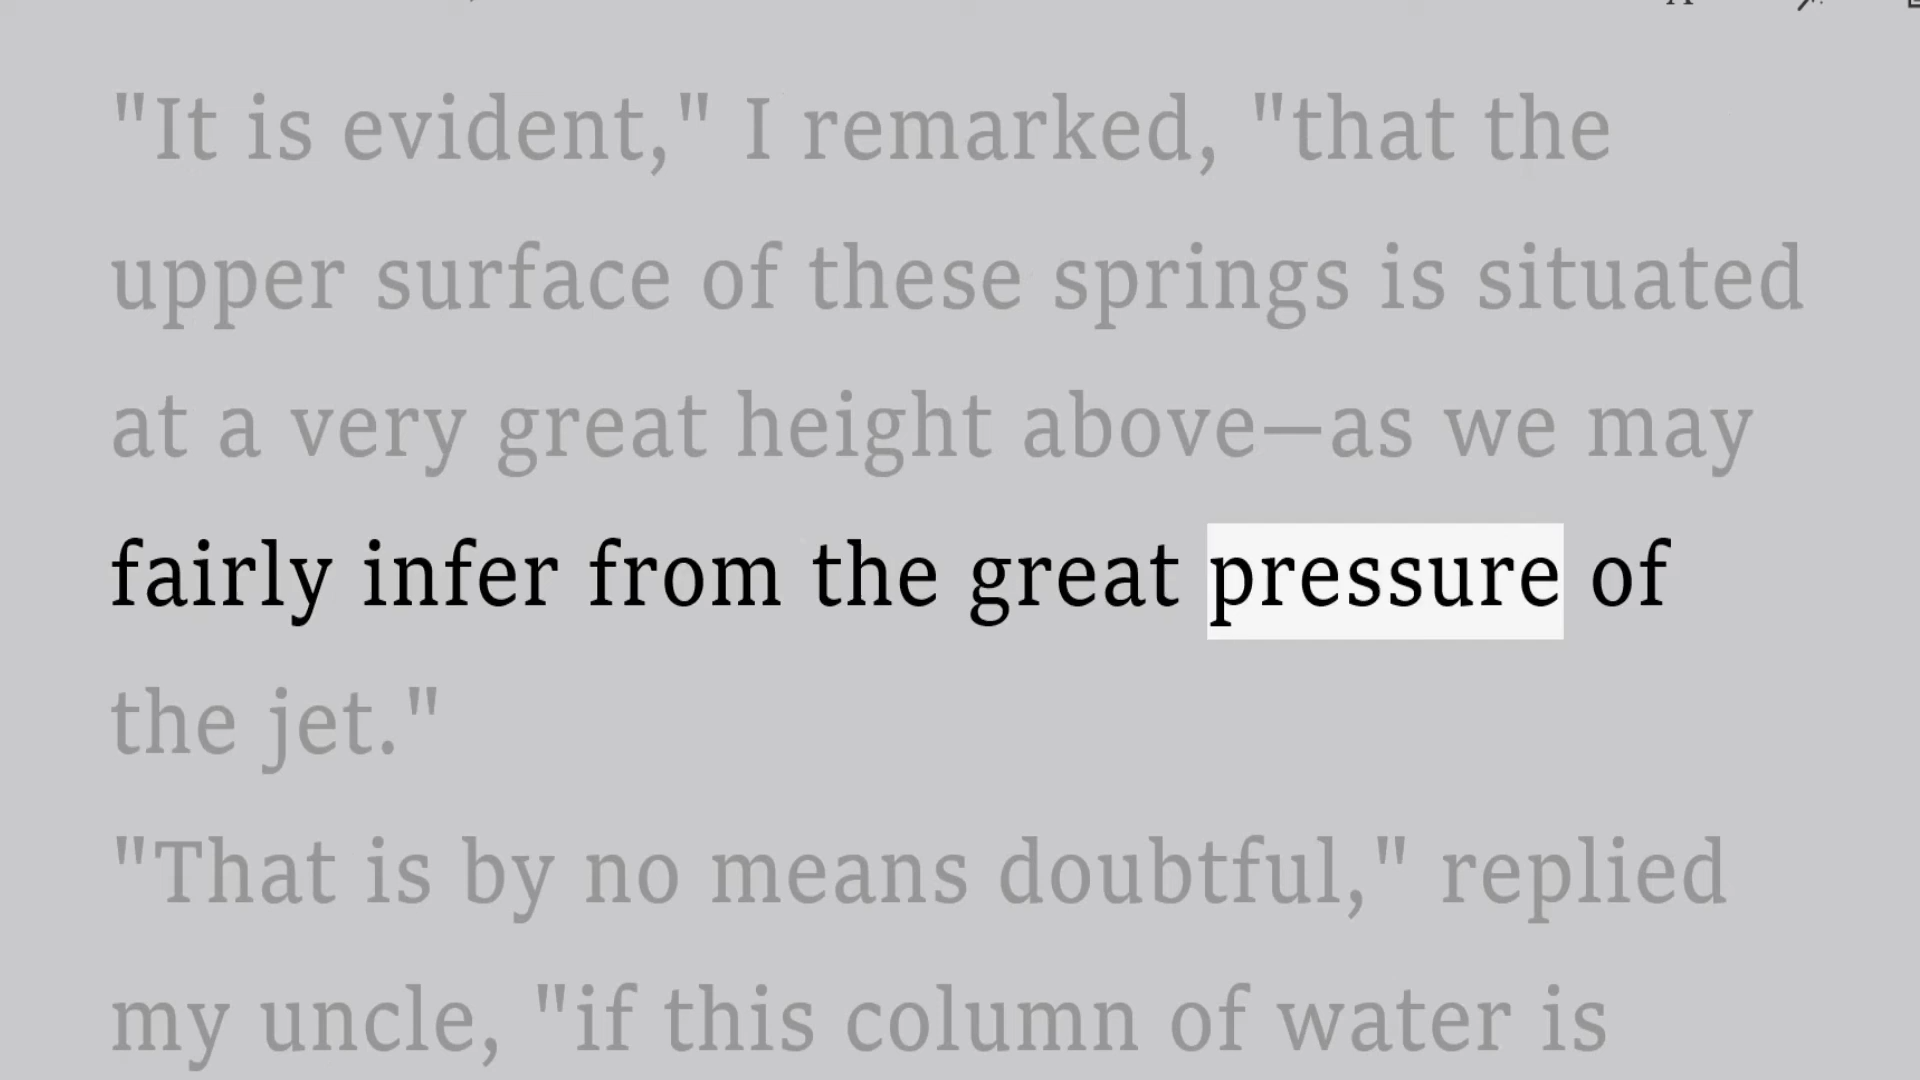 "It is evident," I remarked, "that the
upper surface of these springs is situated
at a very great height above—as we may
fairly infer from the great pressure of
the jet."
"That is by no means doubtful," replied
my uncle, "if this column of water is